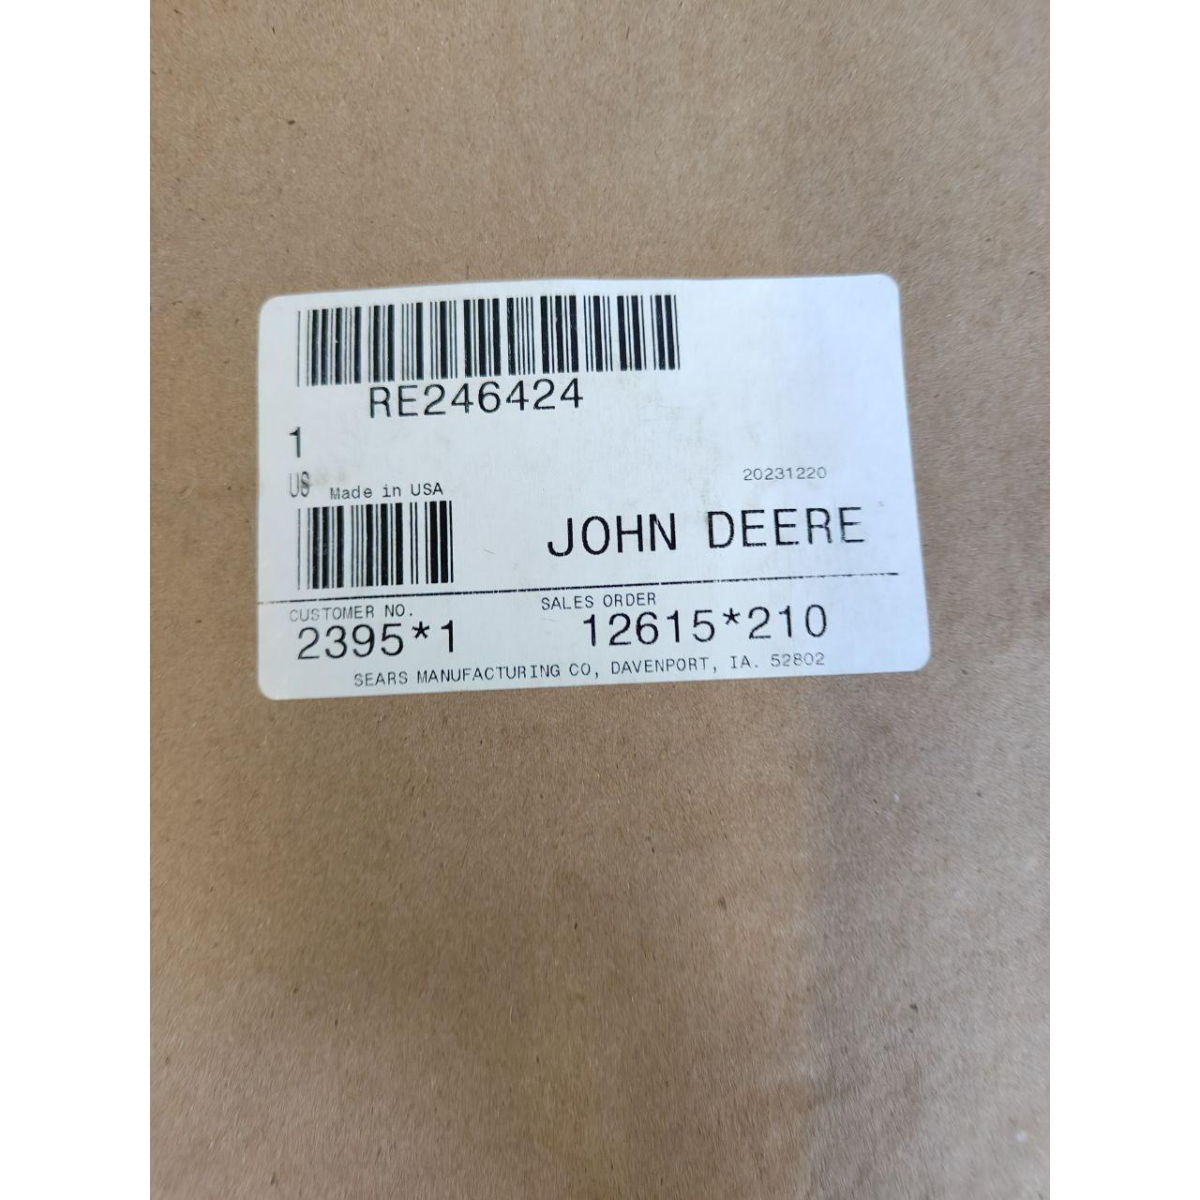 RE246424
1
US Made in USA
20231220
JOHN DEERE
CUSTOMER NO. SALES ORDER
2395*1 12615*210
SEARS MANUFACTURING CO, DAVENPORT, IA. 52802